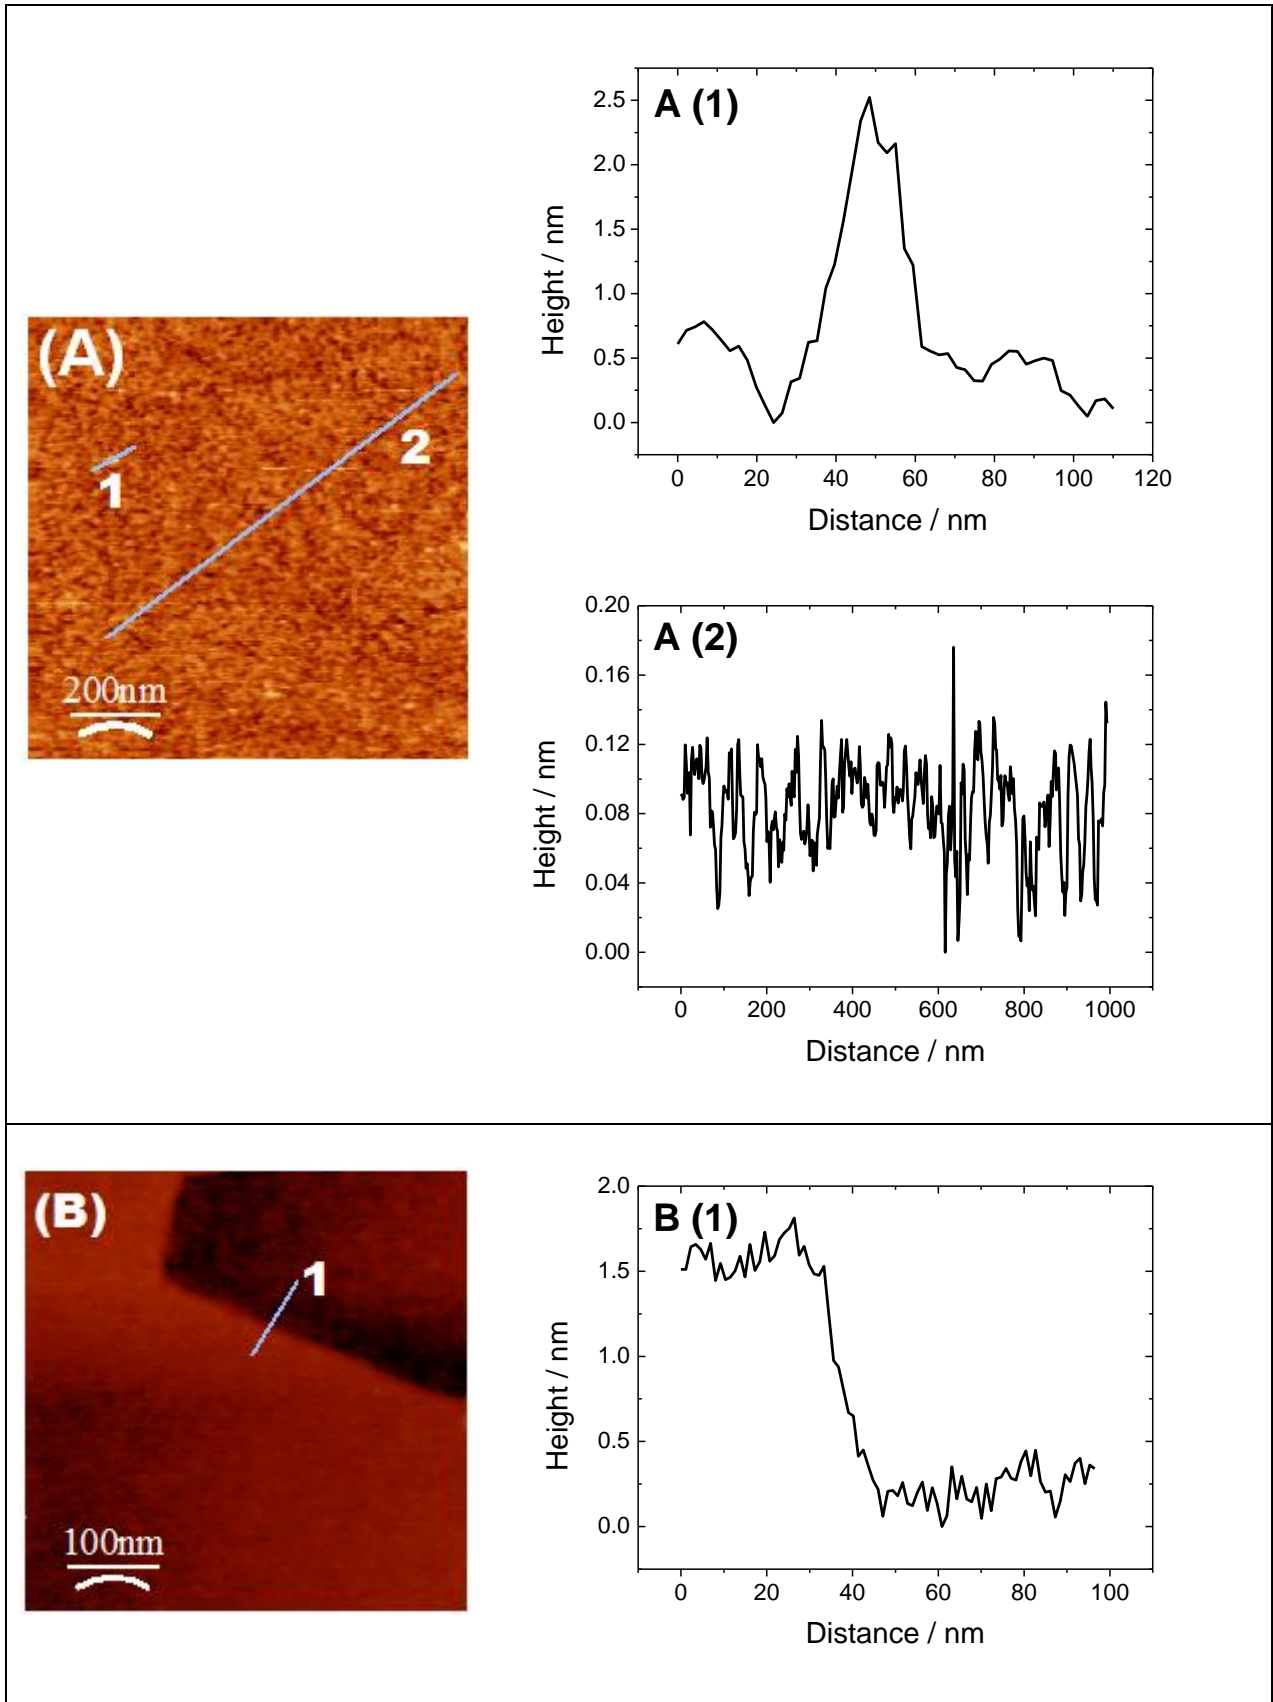 (A)
1
2
200nm
A (1)
2.5
2.0
1.5
1.0
0.5
0.0
Height / nm
0 20 40 60 80 100 120
Distance / nm
A (2)
0.20
0.16
0.12
0.08
0.04
0.00
Height / nm
0 200 400 600 800 1000
Distance / nm
(B)
1
100nm
B (1)
2.0
1.5
1.0
0.5
0.0
Height / nm
0 20 40 60 80 100
Distance / nm